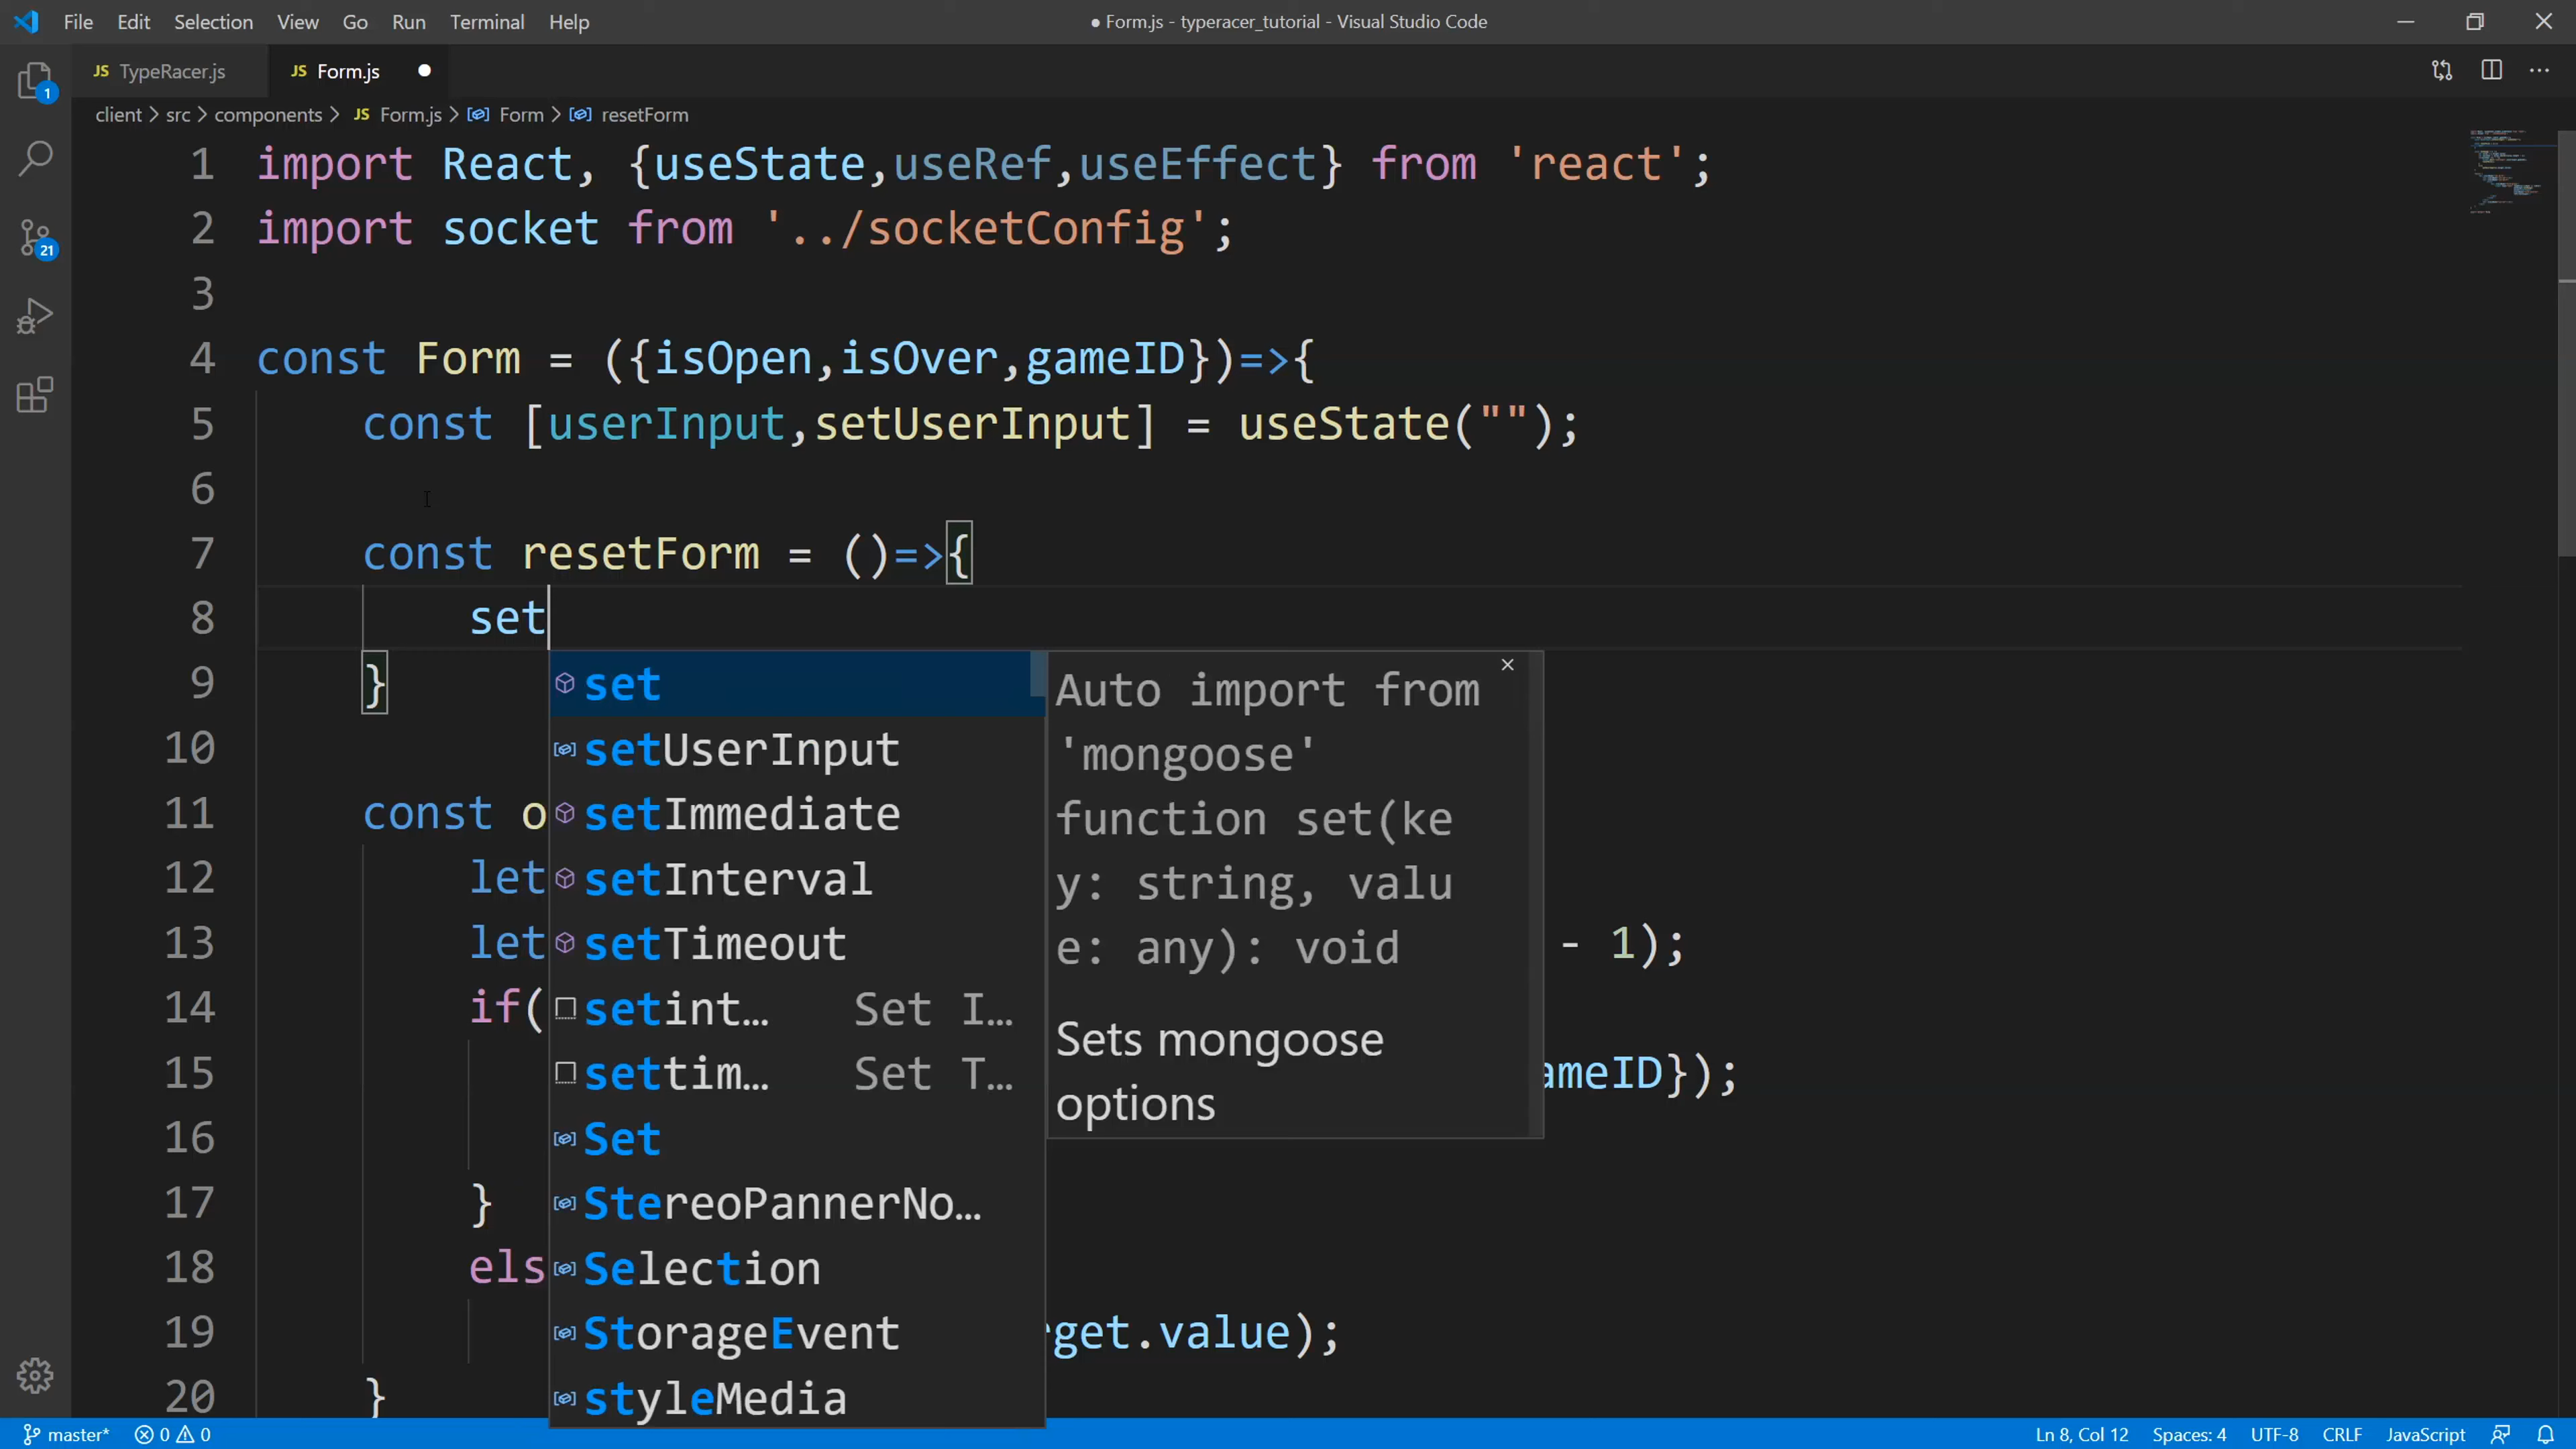 File Edit Selection View Go Run Terminal Help
● Form.js - typeracer_tutorial - Visual Studio Code
JS TypeRacer.js
JS Form.js
1
21
client > src > components > JS Form.js > Form > resetForm
1 import React, {useState,useRef,useEffect} from 'react';
2 import socket from '../socketConfig';
3
4 const Form = ({isOpen,isOver,gameID})=>{
5 const [userInput,setUserInput] = useState("");
6
7 const resetForm = ()=>{
8 set
9 }
10
11 const o
12 let
13 let - 1);
14 if(
15 ameID});
16
17 }
18 els
19 rget.value);
20 }
set
setUserInput
setImmediate
setInterval
setTimeout
setint… Set I…
settim… Set T…
Set
StereoPannerNo…
Selection
StorageEvent
styleMedia
Auto import from
'mongoose'
function set(ke
y: string, valu
e: any): void
Sets mongoose
options
master* 0 0
Ln 8, Col 12 Spaces: 4 UTF-8 CRLF JavaScript